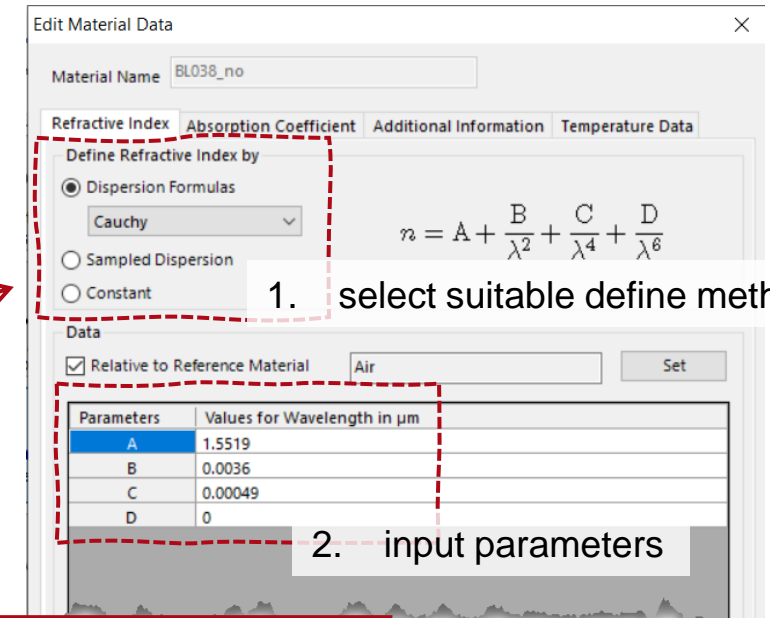 Edit Material Data
Material Name BL038_no
Refractive Index Absorption Coefficient Additional Information Temperature Data
Define Refractive Index by
Dispersion Formulas
Cauchy
n = A + B/λ² + C/λ⁴ + D/λ⁶
Sampled Dispersion
Constant
1. select suitable define meth
Data
Relative to Reference Material Air Set
Parameters Values for Wavelength in µm
A 1.5519
B 0.0036
C 0.00049
D 0
2. input parameters